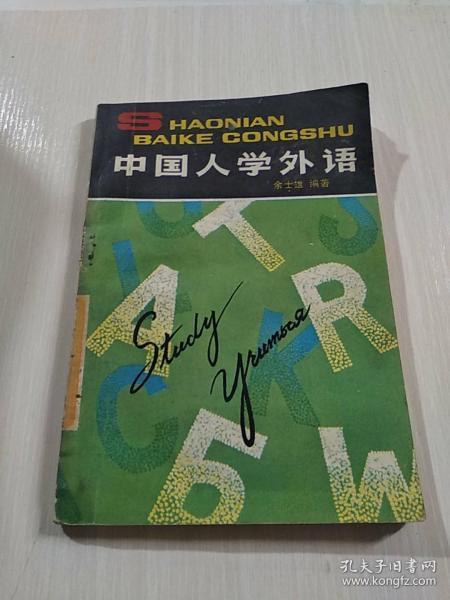 SHAONIAN
BAIKE CONGSHU
中国人学外语
余士雄 编著
T
A
R
Study
Учиться
C
K
Б
М
孔夫子旧书网
www.kongfz.com